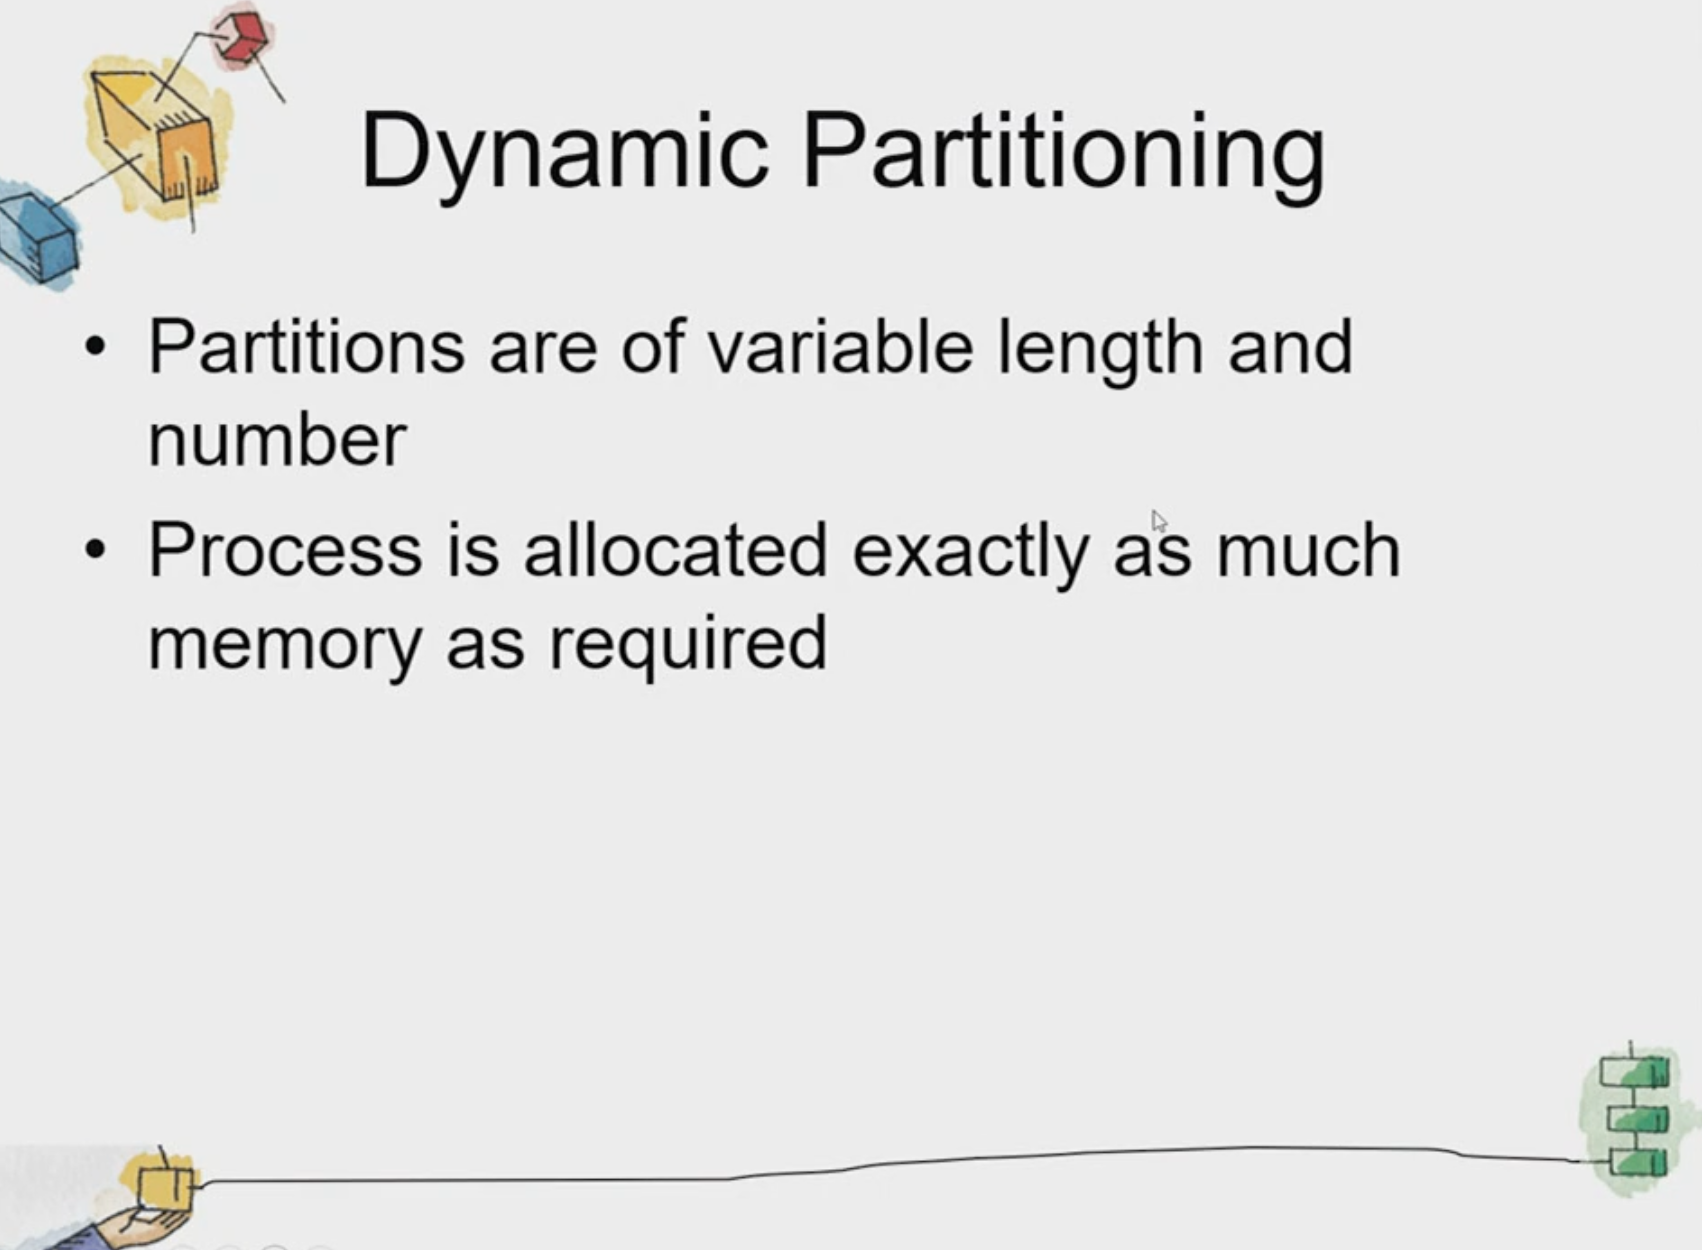 Dynamic Partitioning
• Partitions are of variable length and
number
• Process is allocated exactly as much
memory as required